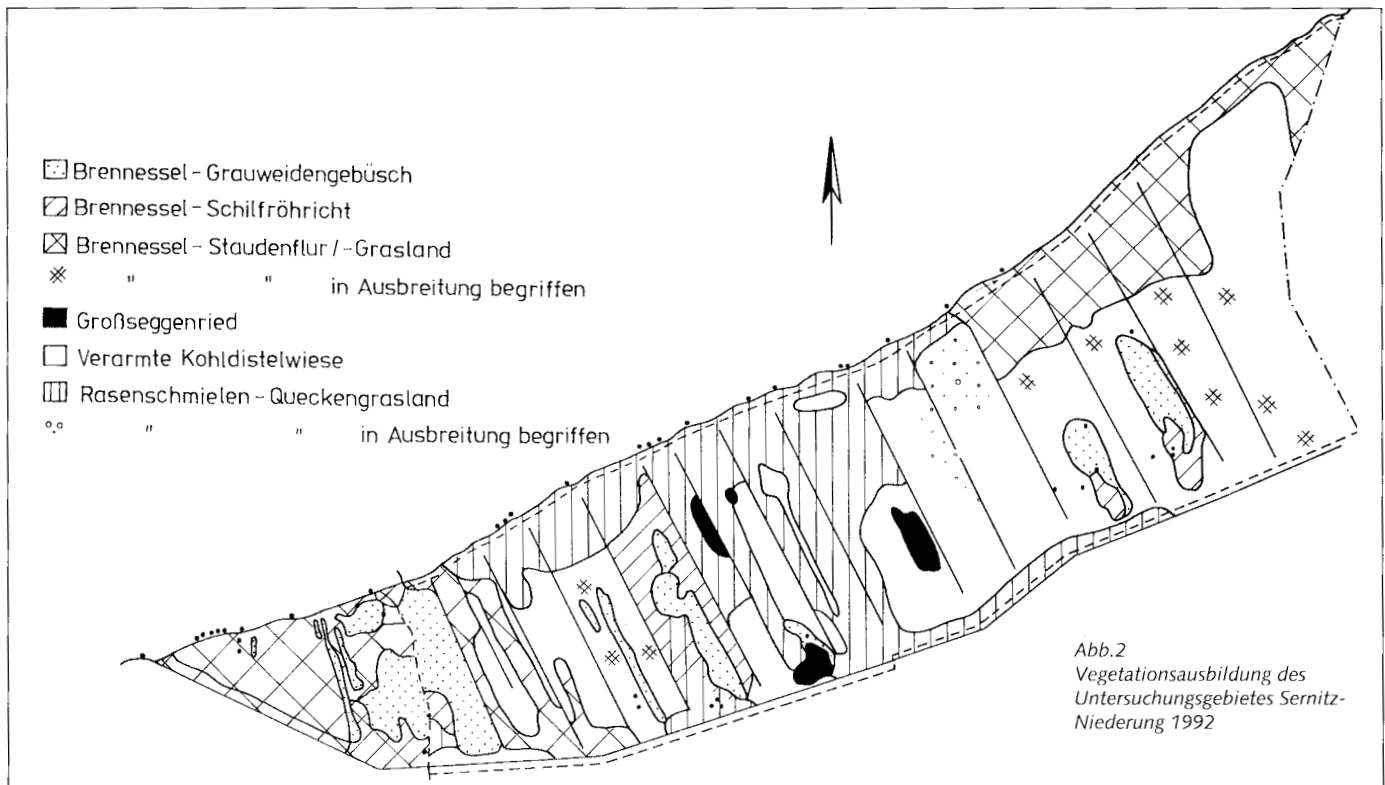 Brennessel-Grauweidengebüsch
Brennessel-Schilfröhricht
Brennessel-Staudenflur/-Grasland
" " in Ausbreitung begriffen
Großseggenried
Verarmte Kohldistelwiese
Rasenschmielen-Queckengrasland
" " in Ausbreitung begriffen
Abb.2
Vegetationsausbildung des
Untersuchungsgebietes Sernitz-
Niederung 1992